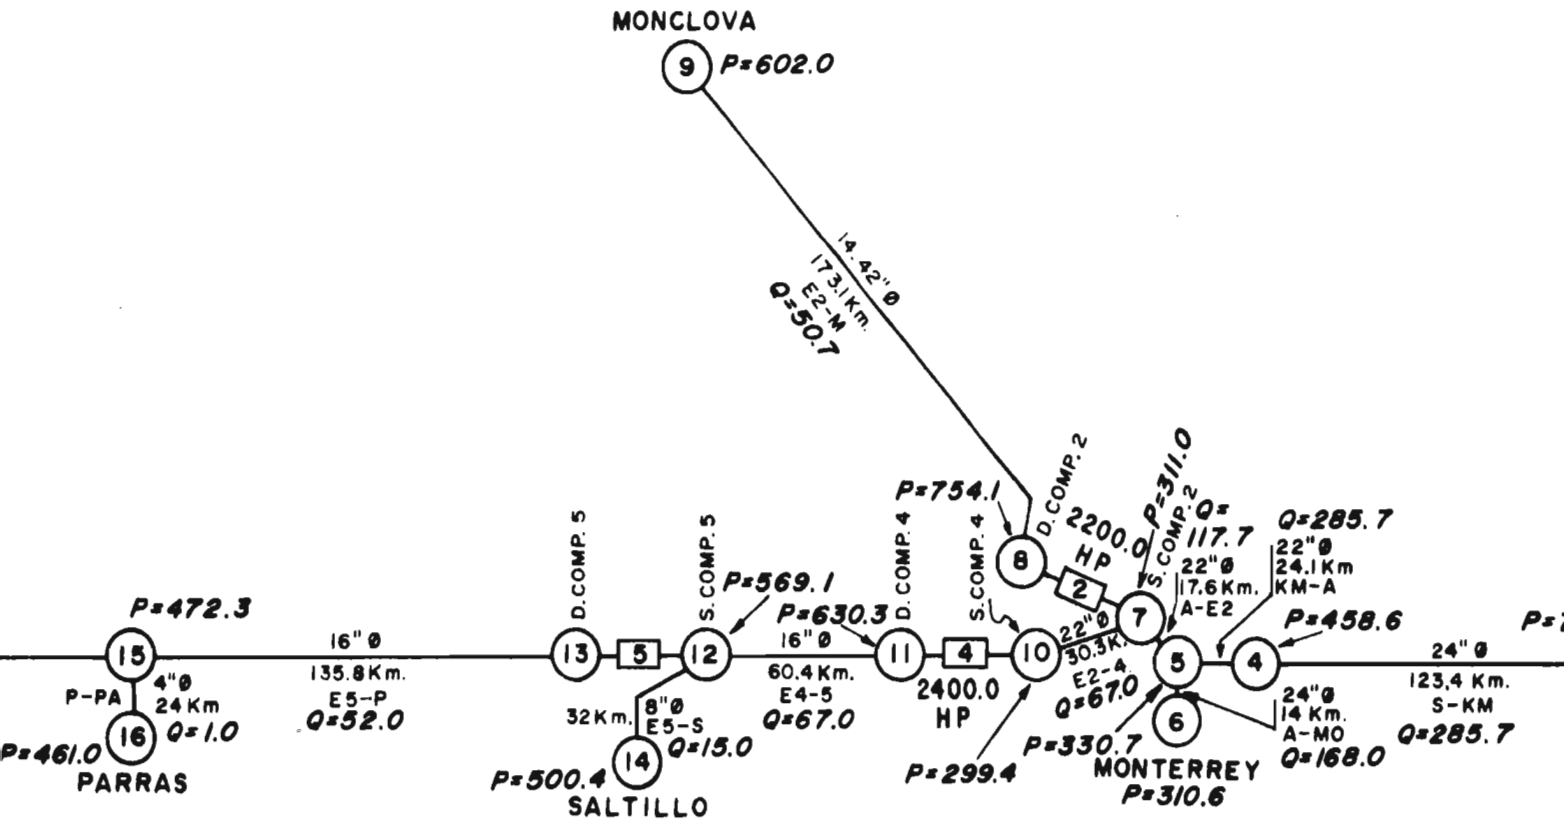 MONCLOVA
9
P=602.0
14.42"Ø
173.1Km.
E2-M
Q=50.7
P=754.1
D.COMP. 2
8
2200.0
HP
2
P=311.0
S.COMP. 2
7
Q=
117.7
22"Ø
17.6Km.
A-E2
Q=285.7
22"Ø
24.1Km
KM-A
P=458.6
4
5
24"Ø
123,4 Km.
S-KM
Q=285.7
24"Ø
14 Km.
A-MO
Q=168.0
6
P=330.7
MONTERREY
P=310.6
22"Ø
30.3K.
E2-4
Q=67.0
S.COMP. 4
10
P=299.4
4
2400.0
HP
D.COMP. 4
11
P=630.3
16"Ø
60.4Km.
E4-5
Q=67.0
P=569.1
S.COMP. 5
12
5
D.COMP. 5
13
32Km.
8"Ø
E5-S
Q=15.0
14
P=500.4
SALTILLO
16"Ø
135.8Km.
E5-P
Q=52.0
P=472.3
15
P-PA
4"Ø
24Km
Q=1.0
16
P=461.0
PARRAS